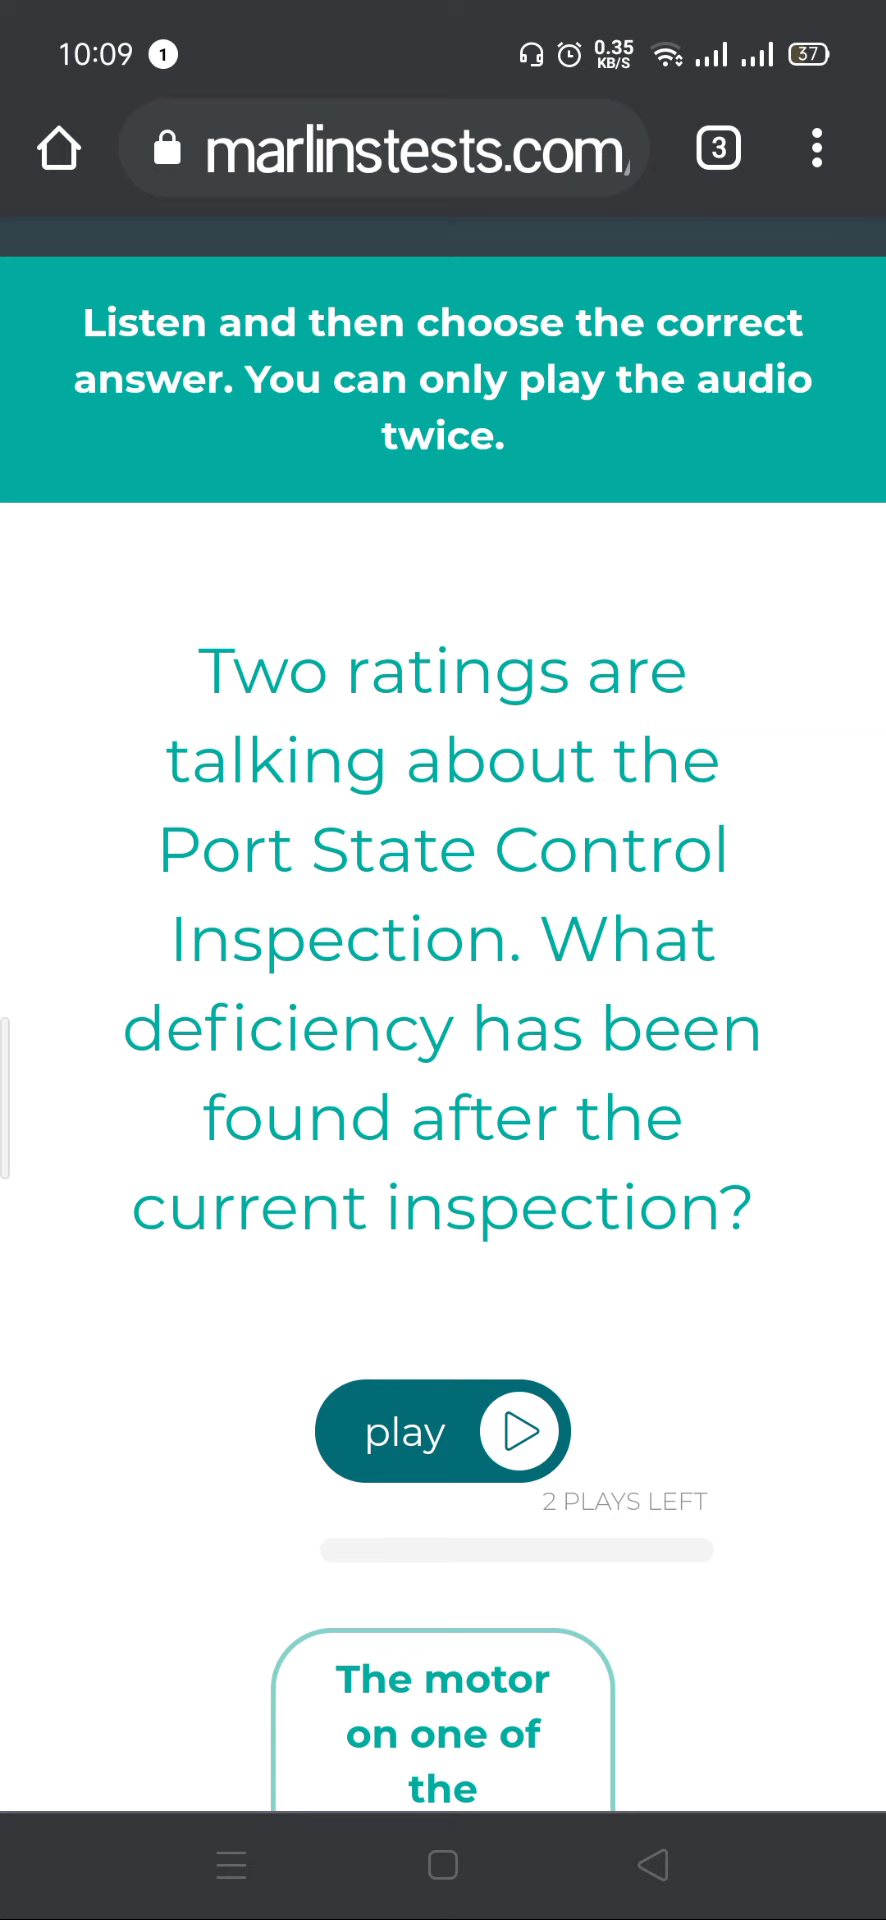 10:09 1 0.35 KB/S 37
marlinstests.com/ 3
Listen and then choose the correct
answer. You can only play the audio
twice.
Two ratings are
talking about the
Port State Control
Inspection. What
deficiency has been
found after the
current inspection?
play
2 PLAYS LEFT
The motor
on one of
the